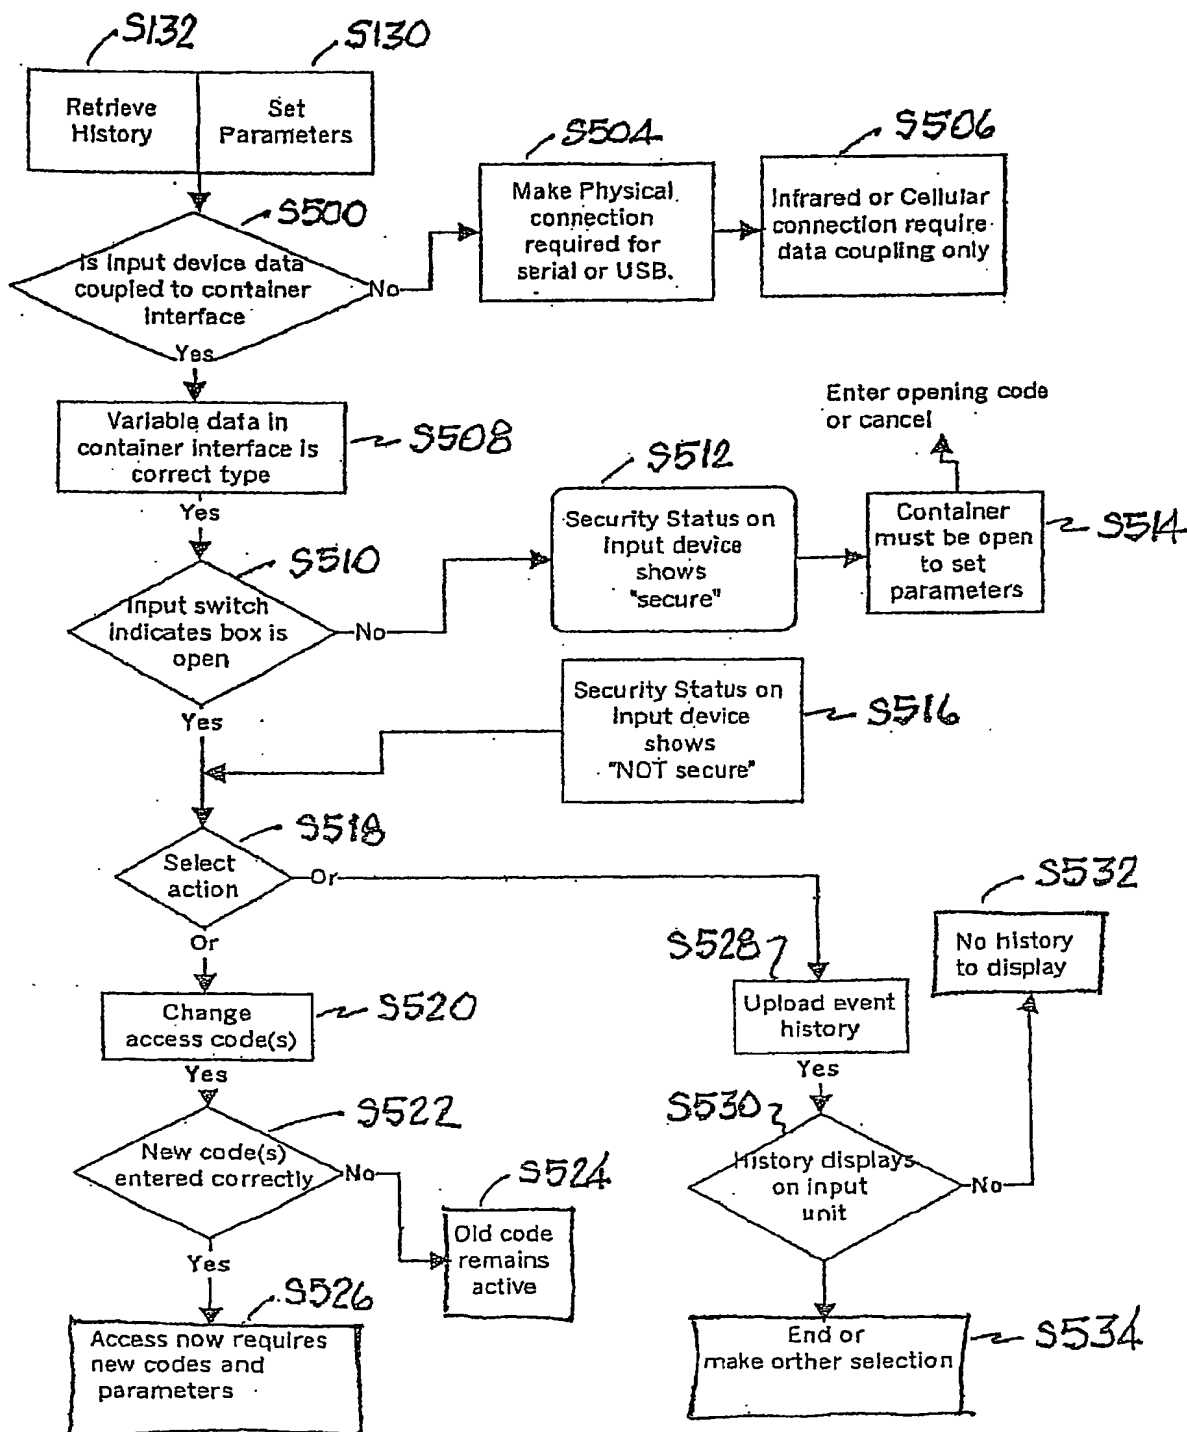 S132
S130
Retrieve
History
Set
Parameters
S500
Is input device data
coupled to container
interface
No
Yes
S504
Make Physical
connection
required for
serial or USB.
S506
Infrared or Cellular
connection require
data coupling only
Variable data in
container interface is
correct type
S508
Yes
S510
Input switch
indicates box is
open
No
Yes
S512
Security Status on
input device
shows
"secure"
Enter opening code
or cancel
Container
must be open
to set
parameters
S514
Security Status on
input device
shows
"NOT secure"
S516
S518
Select
action
Or
Or
Change
access code(s)
S520
Yes
S522
New code(s)
entered correctly
No
Yes
S524
Old code
remains
active
S526
Access now requires
new codes and
parameters
S528
Upload event
history
Yes
S530
History displays
on input
unit
No
S532
No history
to display
End or
make orther selection
S534